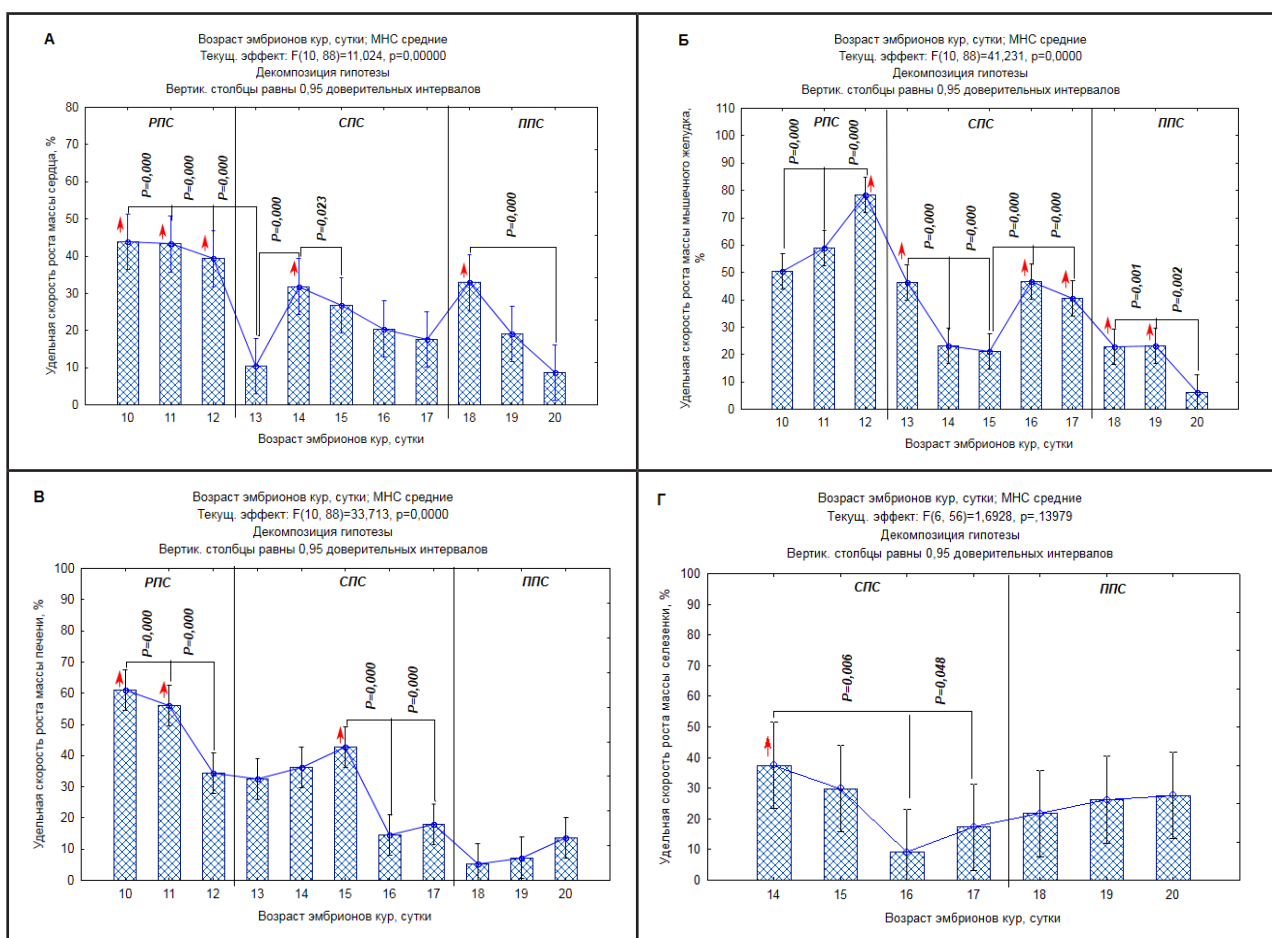 А
Возраст эмбрионов кур, сутки; МНС средние
Текущ. эффект: F(10, 88)=11,024, p=0,00000
Декомпозиция гипотезы
Вертик. столбцы равны 0,95 доверительных интервалов
Удельная скорость роста массы сердца, %
80
70
60
50
40
30
20
10
0
РПС
СПС
ППС
P=0,000
P=0,000
P=0,000
P=0,000
P=0,023
P=0,000
10 11 12 13 14 15 16 17 18 19 20
Возраст эмбрионов кур, сутки
Б
Возраст эмбрионов кур, сутки; МНС средние
Текущ. эффект: F(10, 88)=41,231, p=0,0000
Декомпозиция гипотезы
Вертик. столбцы равны 0,95 доверительных интервалов
Удельная скорость роста массы мышечного желудка,
%
110
100
90
80
70
60
50
40
30
20
10
0
РПС
СПС
ППС
P=0,000
P=0,000
P=0,000
P=0,000
P=0,000
P=0,000
P=0,001
P=0,002
10 11 12 13 14 15 16 17 18 19 20
Возраст эмбрионов кур, сутки
В
Возраст эмбрионов кур, сутки; МНС средние
Текущ. эффект: F(10, 88)=33,713, p=0,0000
Декомпозиция гипотезы
Вертик. столбцы равны 0,95 доверительных интервалов
Удельная скорость роста массы печени, %
100
90
80
70
60
50
40
30
20
10
0
РПС
СПС
ППС
P=0,000
P=0,000
P=0,000
P=0,000
10 11 12 13 14 15 16 17 18 19 20
Возраст эмбрионов кур, сутки
Г
Возраст эмбрионов кур, сутки; МНС средние
Текущ. эффект: F(6, 56)=1,6928, p=,13979
Декомпозиция гипотезы
Вертик. столбцы равны 0,95 доверительных интервалов
Удельная скорость роста массы селезенки, %
100
90
80
70
60
50
40
30
20
10
0
СПС
ППС
P=0,006
P=0,048
14 15 16 17 18 19 20
Возраст эмбрионов кур, сутки